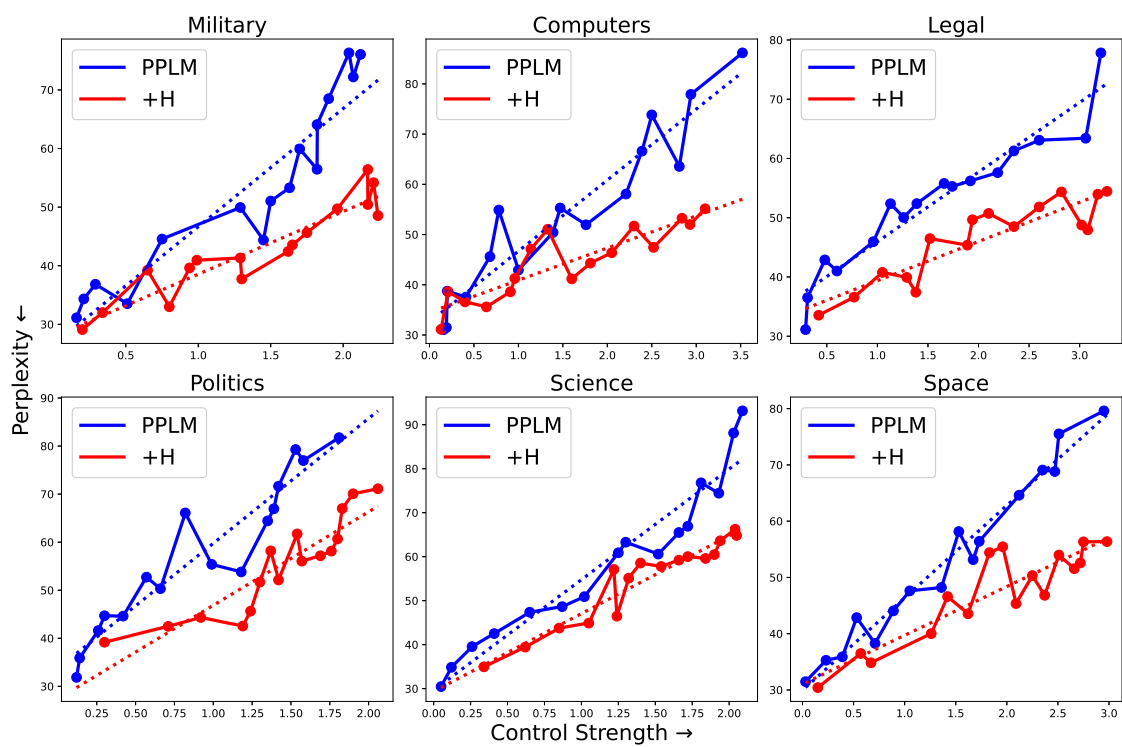 Military
Computers
Legal
PPLM
+H
PPLM
+H
PPLM
+H
70
60
50
40
30
80
70
60
50
40
30
80
70
60
50
40
30
0.5 1.0 1.5 2.0
0.0 0.5 1.0 1.5 2.0 2.5 3.0 3.5
0.5 1.0 1.5 2.0 2.5 3.0
Perplexity ←
Politics
Science
Space
PPLM
+H
PPLM
+H
PPLM
+H
90
80
70
60
50
40
30
90
80
70
60
50
40
30
80
70
60
50
40
30
0.25 0.50 0.75 1.00 1.25 1.50 1.75 2.00
0.00 0.25 0.50 0.75 1.00 1.25 1.50 1.75 2.00
0.0 0.5 1.0 1.5 2.0 2.5 3.0
Control Strength →